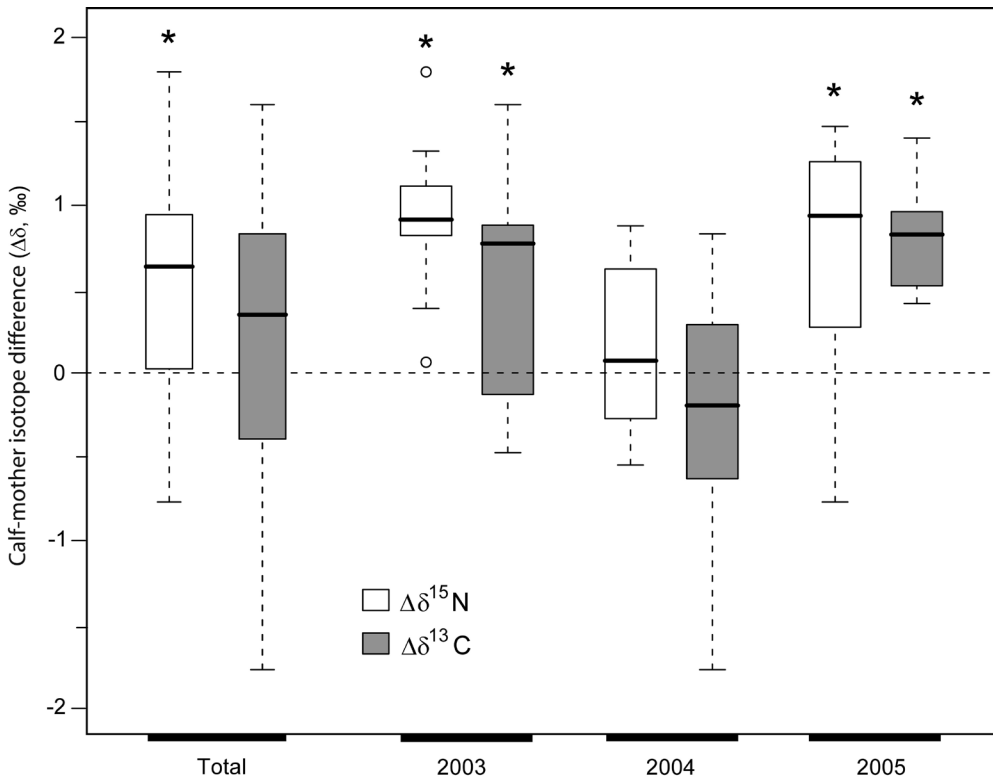 Calf-mother isotope difference (Δδ, ‰)
2
1
0
-1
-2
* * * * *
Δδ15N
Δδ13C
Total 2003 2004 2005